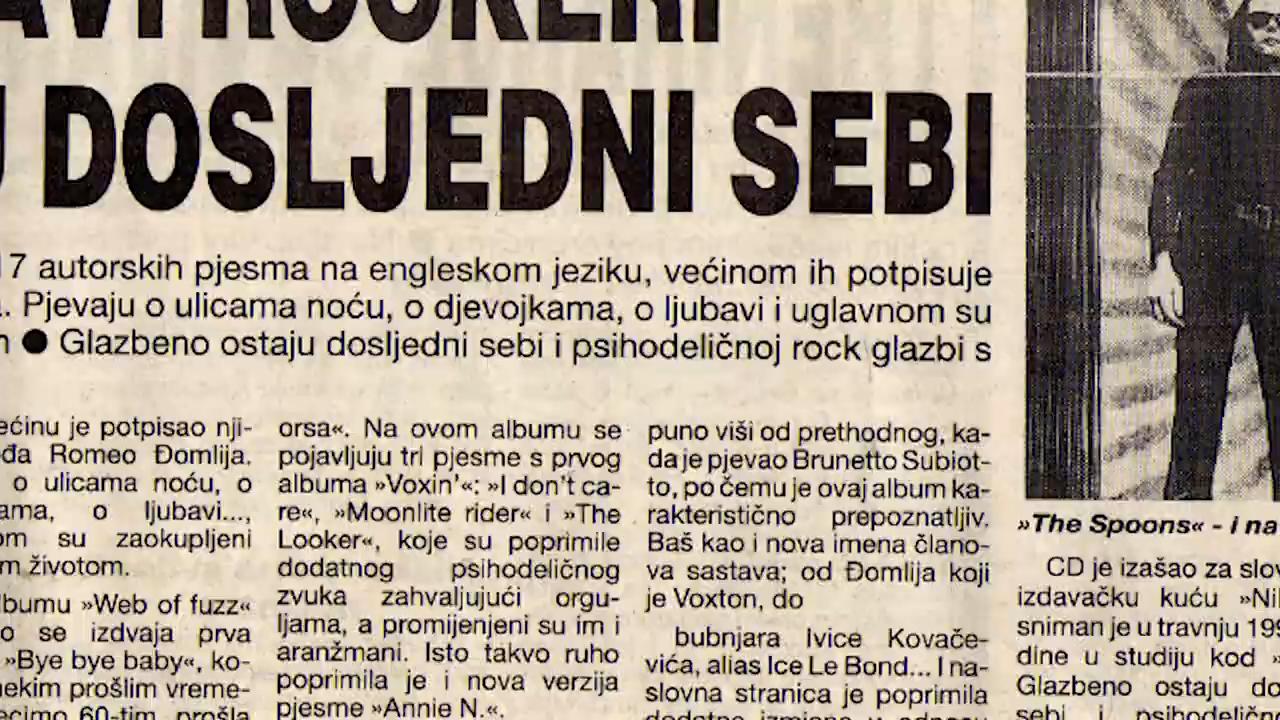 ROCKERI
DOSLJEDNI SEBI
7 autorskih pjesma na engleskom jeziku, većinom ih potpisuje
Pjevaju o ulicama noću, o djevojkama, o ljubavi i uglavnom su
● Glazbeno ostaju dosljedni sebi i psihodeličnoj rock glazbi s
ećinu je potpisao nji-
đa Romeo Đomlija.
o ulicama noću, o
ama, o ljubavi...,
om su zaokupljeni
m životom.
lbumu »Web of fuzz«
o se izdvaja prva
»Bye bye baby«, ko-
nekim prošlim vreme-
ecimo 60-tim, prošla
orsa«. Na ovom albumu se
pojavljuju tri pjesme s prvog
albuma »Voxin'«: »I don't ca-
re«, »Moonlite rider« i »The
Looker«, koje su poprimile
dodatnog psihodeličnog
zvuka zahvaljujući orgu-
ljama, a promijenjeni su im i
aranžmani. Isto takvo ruho
poprimila je i nova verzija
pjesme »Annie N.«.
puno viši od prethodnog, ka-
da je pjevao Brunetto Subiot-
to, po čemu je ovaj album ka-
rakteristično prepoznatljiv.
Baš kao i nova imena člano-
va sastava; od Đomlija koji
je Voxton, do
bubnjara Ivice Kovače-
vića, alias Ice Le Bond... I na-
slovna stranica je poprimila
dodatne izmjene u odnosu
»The Spoons« - i na
CD je izašao za slov
izdavačku kuću »Nil
sniman je u travnju 199
dine u studiju kod »
Glazbeno ostaju do
sebi i psihodelično